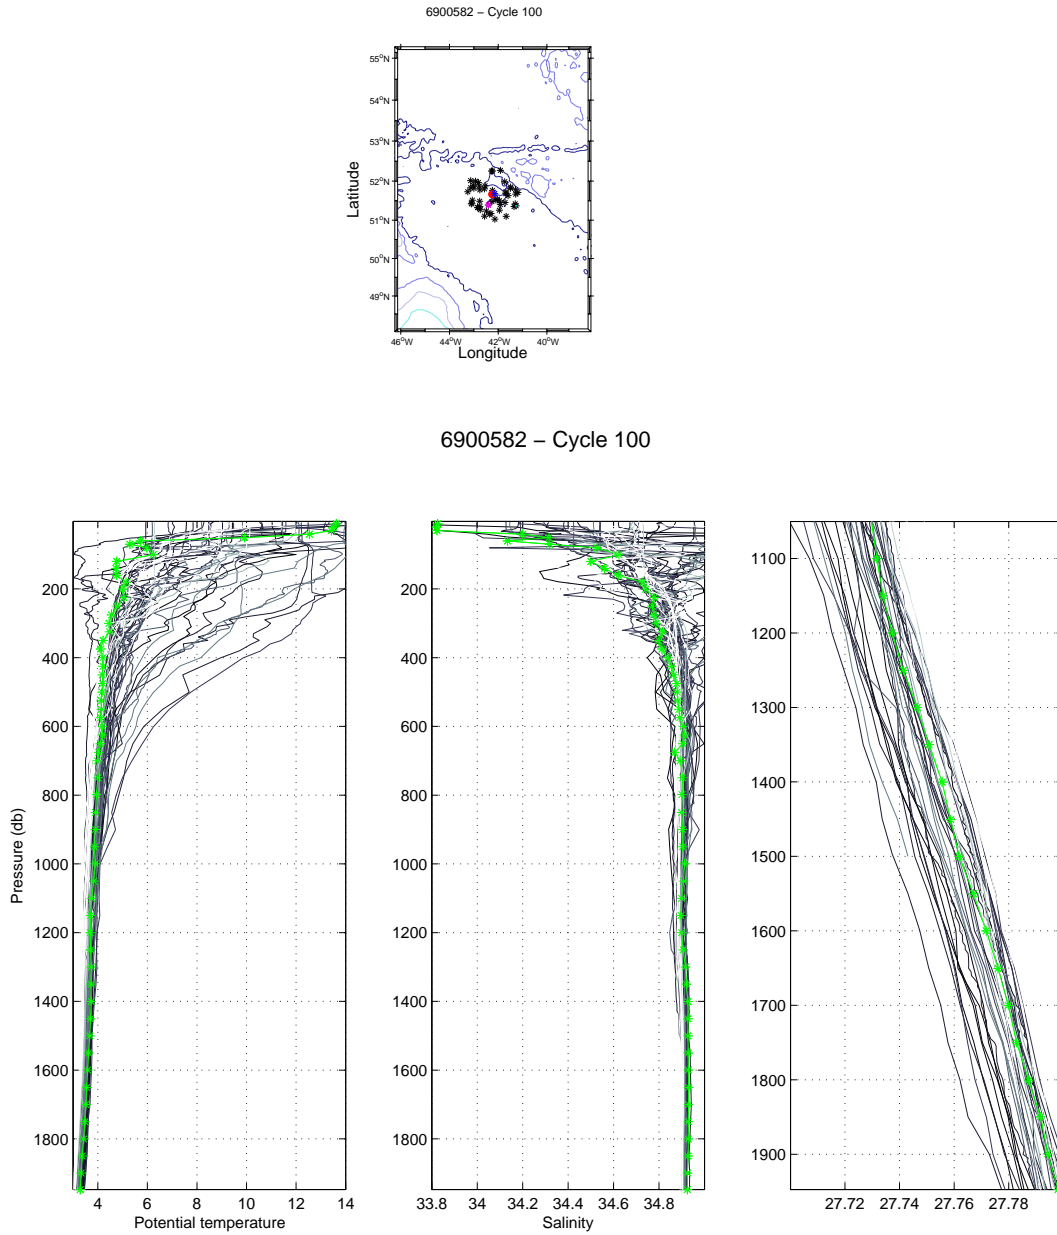 6900582 – Cycle 100
55°N
54°N
53°N
52°N
51°N
50°N
49°N
Latitude
46°W 44°W 42°W 40°W
Longitude
6900582 – Cycle 100
200
400
600
800
1000
1200
1400
1600
1800
Pressure (db)
4 6 8 10 12 14
Potential temperature
200
400
600
800
1000
1200
1400
1600
1800
33.8 34 34.2 34.4 34.6 34.8
Salinity
1100
1200
1300
1400
1500
1600
1700
1800
1900
27.72 27.74 27.76 27.78